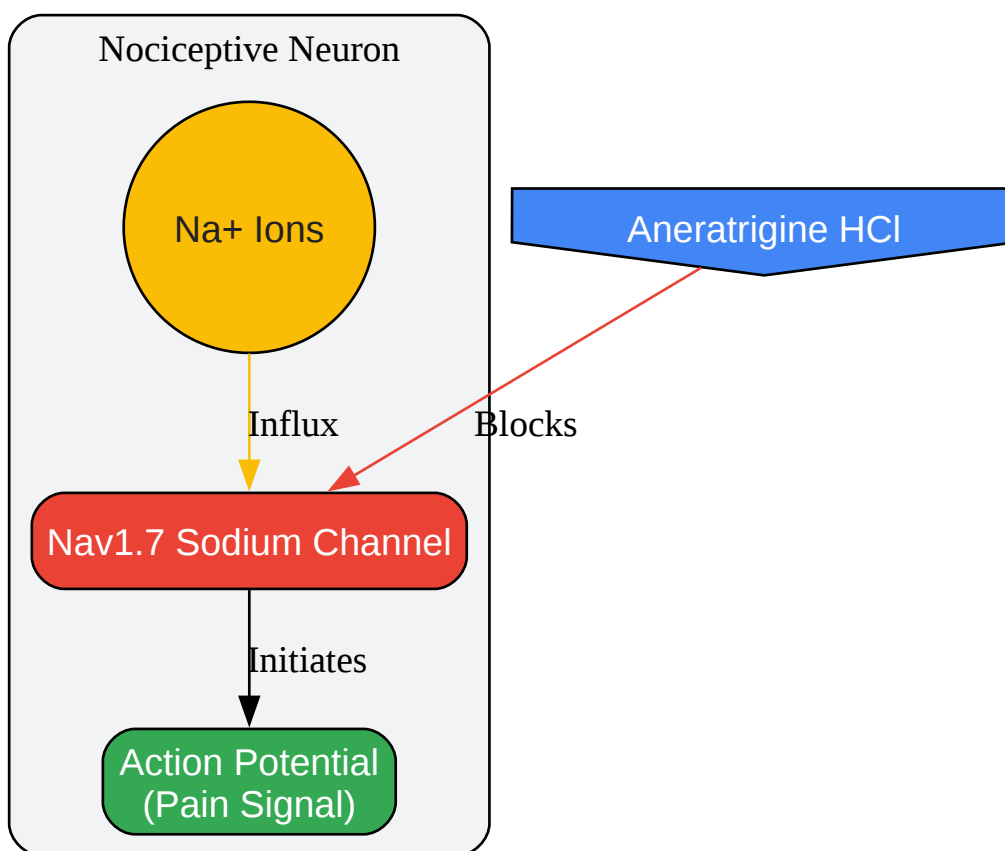 Nociceptive Neuron
Na+ Ions
Aneratrigine HCl
Influx
Blocks
Nav1.7 Sodium Channel
Initiates
Action Potential
(Pain Signal)